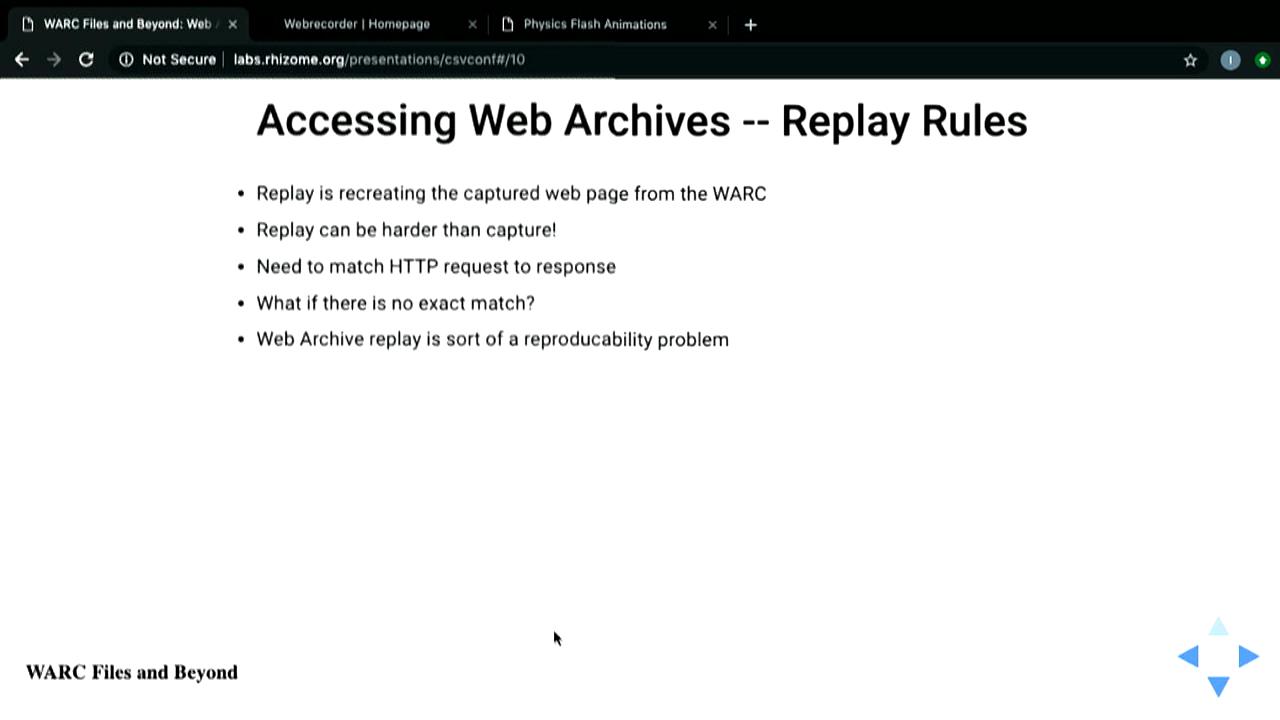 WARC Files and Beyond: Web
Webrecorder | Homepage
Physics Flash Animations
Not Secure
labs.rhizome.org/presentations/csvconf#/10
I
Accessing Web Archives -- Replay Rules
• Replay is recreating the captured web page from the WARC
• Replay can be harder than capture!
• Need to match HTTP request to response
• What if there is no exact match?
• Web Archive replay is sort of a reproducability problem
WARC Files and Beyond